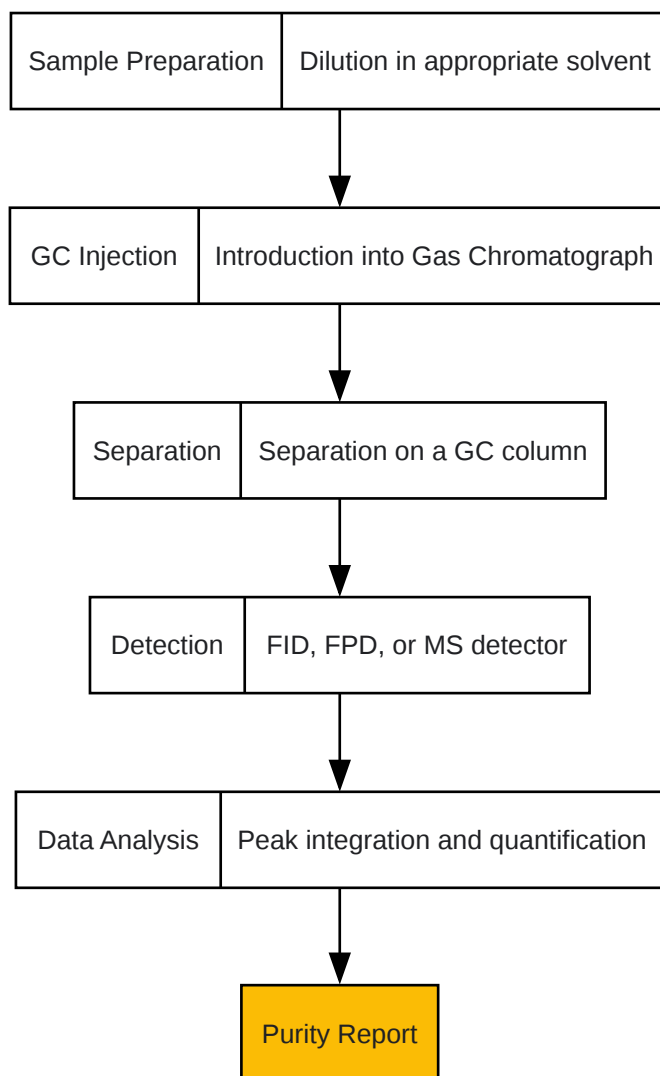 Sample Preparation Dilution in appropriate solvent
GC Injection Introduction into Gas Chromatograph
Separation Separation on a GC column
Detection FID, FPD, or MS detector
Data Analysis Peak integration and quantification
Purity Report